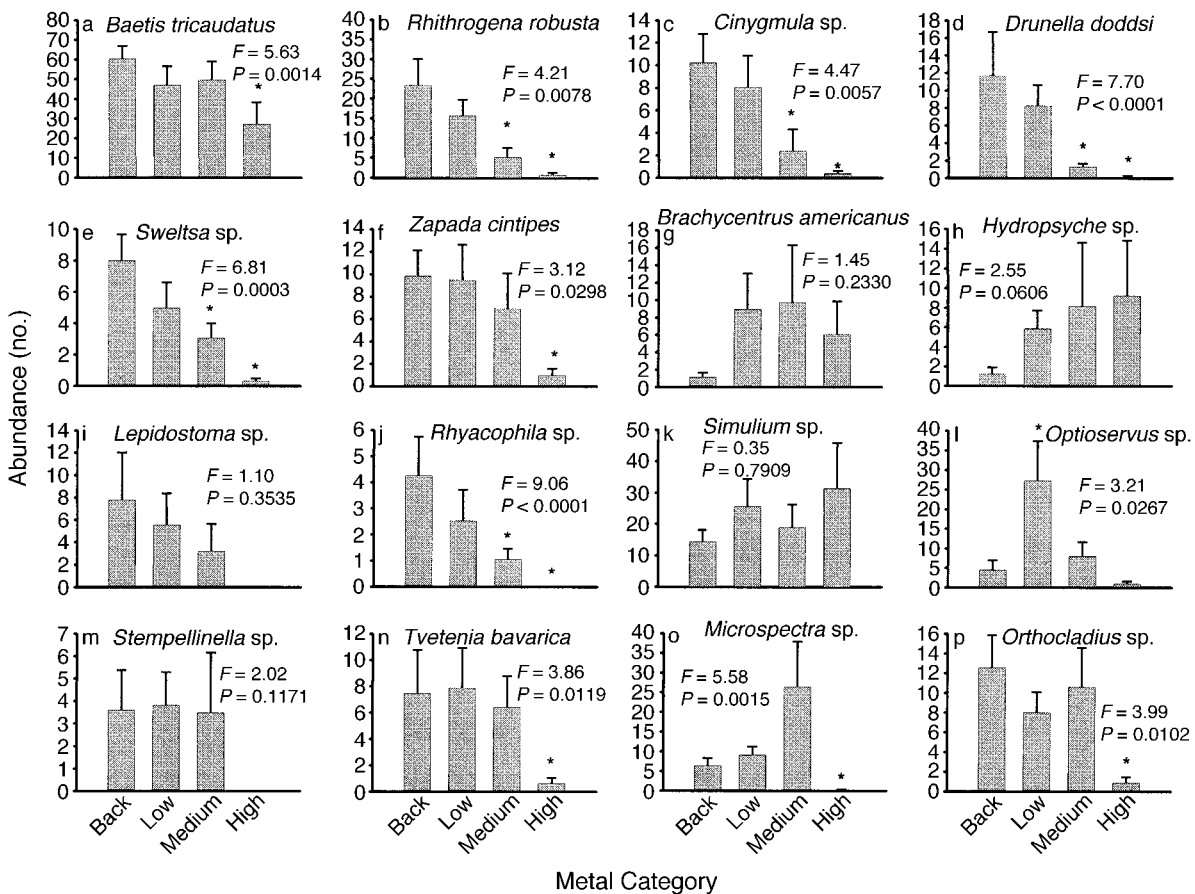 a Baetis tricaudatus
F = 5.63
P = 0.0014
*
80
70
60
50
40
30
20
10
0
b Rhithrogena robusta
F = 4.21
P = 0.0078
*
*
40
35
30
25
20
15
10
5
0
c Cinygmula sp.
F = 4.47
P = 0.0057
*
*
14
12
10
8
6
4
2
0
d Drunella doddsi
F = 7.70
P < 0.0001
*
*
18
16
14
12
10
8
6
4
2
0
e Sweltsa sp.
F = 6.81
P = 0.0003
*
*
10
8
6
4
2
0
f Zapada cintipes
F = 3.12
P = 0.0298
*
14
12
10
8
6
4
2
0
Brachycentrus americanus
g
F = 1.45
P = 0.2330
18
16
14
12
10
8
6
4
2
0
h Hydropsyche sp.
F = 2.55
P = 0.0606
16
14
12
10
8
6
4
2
0
i Lepidostoma sp.
F = 1.10
P = 0.3535
14
12
10
8
6
4
2
0
j Rhyacophila sp.
F = 9.06
P < 0.0001
*
*
6
5
4
3
2
1
0
k Simulium sp.
F = 0.35
P = 0.7909
50
40
30
20
10
0
l * Optioservus sp.
F = 3.21
P = 0.0267
40
35
30
25
20
15
10
5
0
m Stempellinella sp.
F = 2.02
P = 0.1171
7
6
5
4
3
2
1
0
n Tvetenia bavarica
F = 3.86
P = 0.0119
*
12
10
8
6
4
2
0
o Microspectra sp.
F = 5.58
P = 0.0015
*
40
35
30
25
20
15
10
5
0
p Orthocladius sp.
F = 3.99
P = 0.0102
*
16
14
12
10
8
6
4
2
0
Back Low Medium High
Back Low Medium High
Back Low Medium High
Back Low Medium High
Abundance (no.)
Metal Category